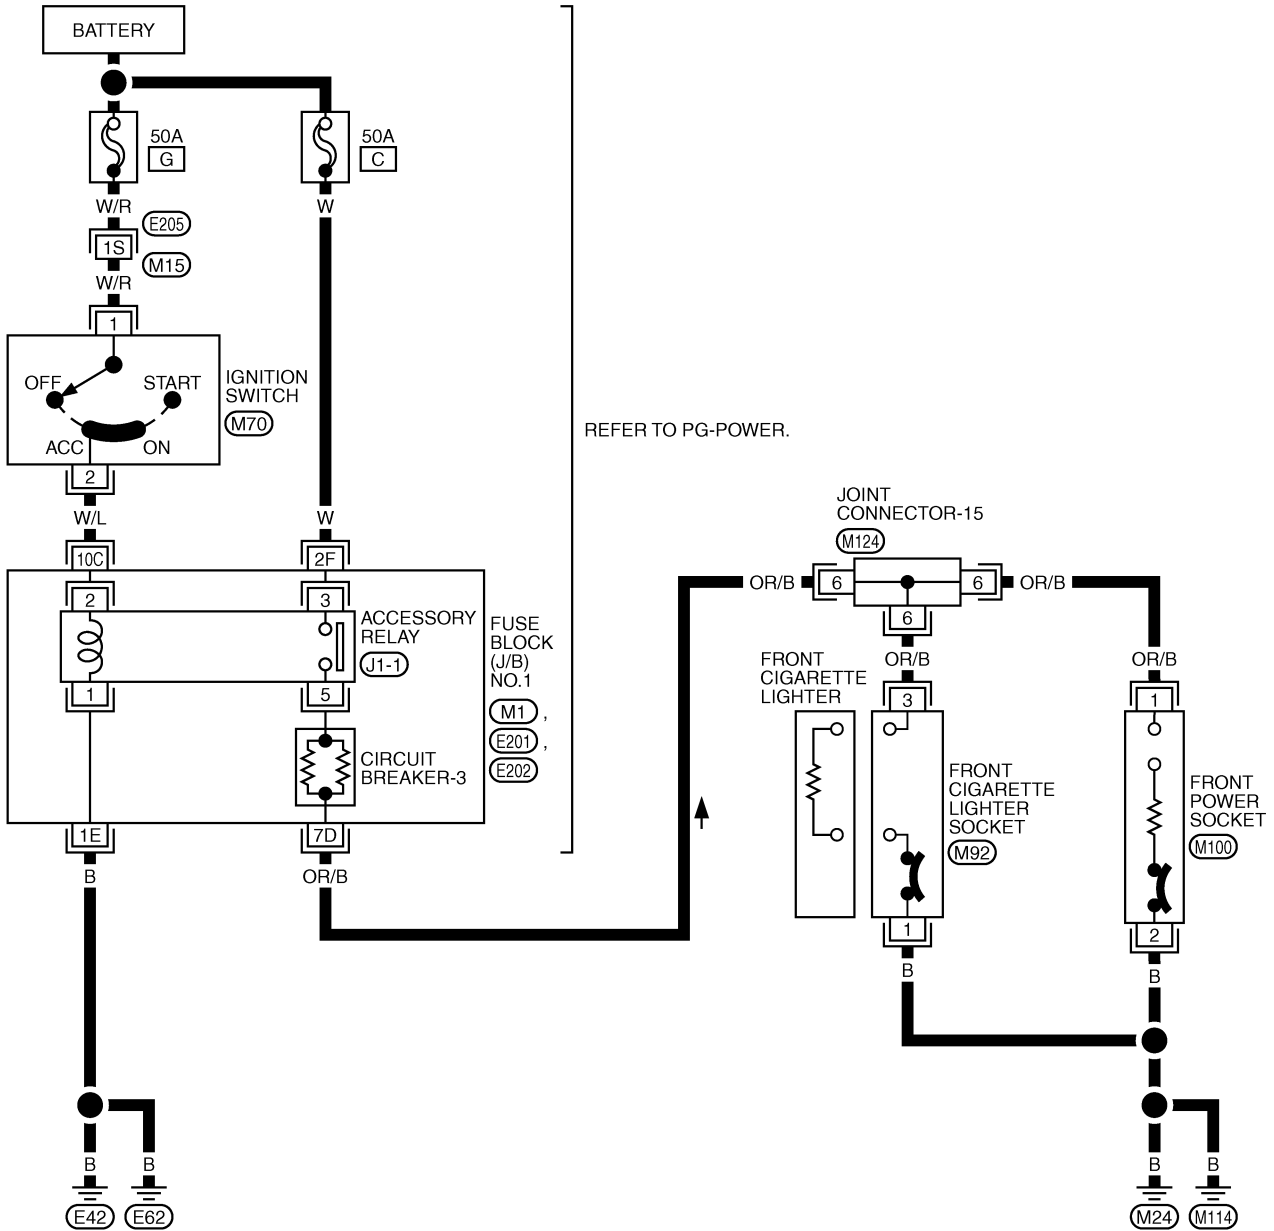 BATTERY
50A
G
50A
C
W/R
W
E205
1S
M15
W/R
1
OFF
START
ACC
ON
IGNITION
SWITCH
M70
REFER TO PG-POWER.
2
W/L
W
10C
2F
2
3
ACCESSORY
RELAY
J1-1
1
5
FUSE
BLOCK
(J/B)
NO.1
M1 ,
E201 ,
E202
CIRCUIT
BREAKER-3
1E
7D
B
OR/B
JOINT
CONNECTOR-15
M124
OR/B
6
6
OR/B
6
OR/B
OR/B
FRONT
CIGARETTE
LIGHTER
3
1
FRONT
CIGARETTE
LIGHTER
SOCKET
M92
FRONT
POWER
SOCKET
M100
1
2
B
B
B
B
B
B
E42
E62
M24
M114